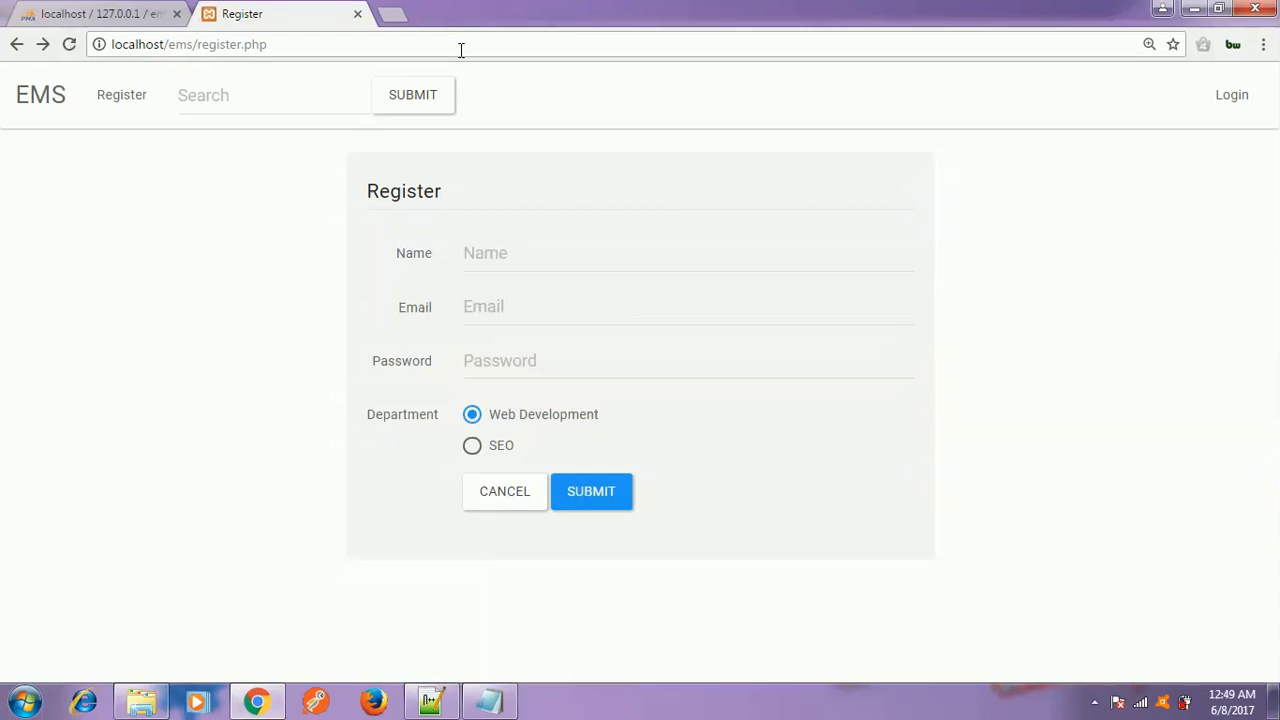 localhost / 127.0.0.1 / em
Register
localhost/ems/register.php
bw
EMS Register Search SUBMIT Login
Register
Name Name
Email Email
Password Password
Department Web Development
SEO
CANCEL SUBMIT
12:49 AM
6/8/2017